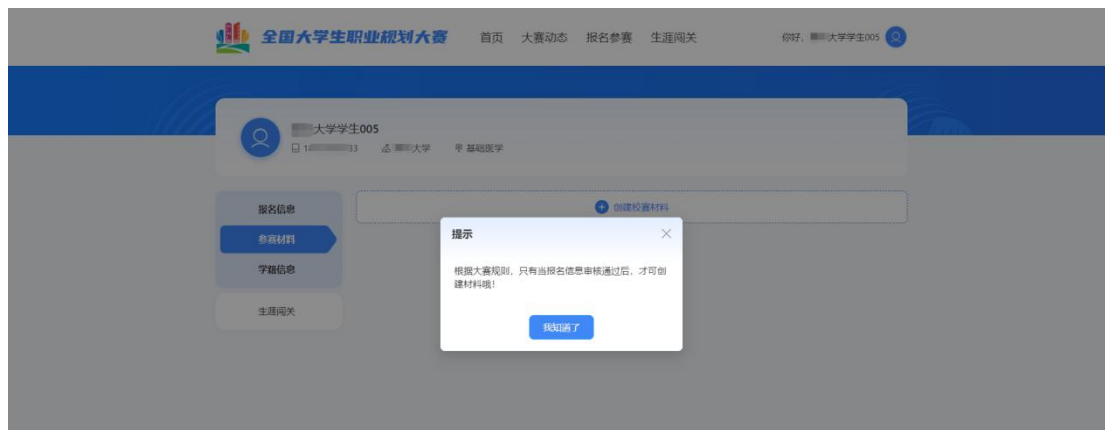 全国大学生职业规划大赛 首页 大赛动态 报名参赛 生涯闯关 你好，大学学生005
大学学生005
1 33 大学 基础医学
报名信息
创建校赛材料
参赛材料
学籍信息
生涯闯关
提示
根据大赛规则，只有当报名信息审核通过后，才可创
建材料哦！
我知道了